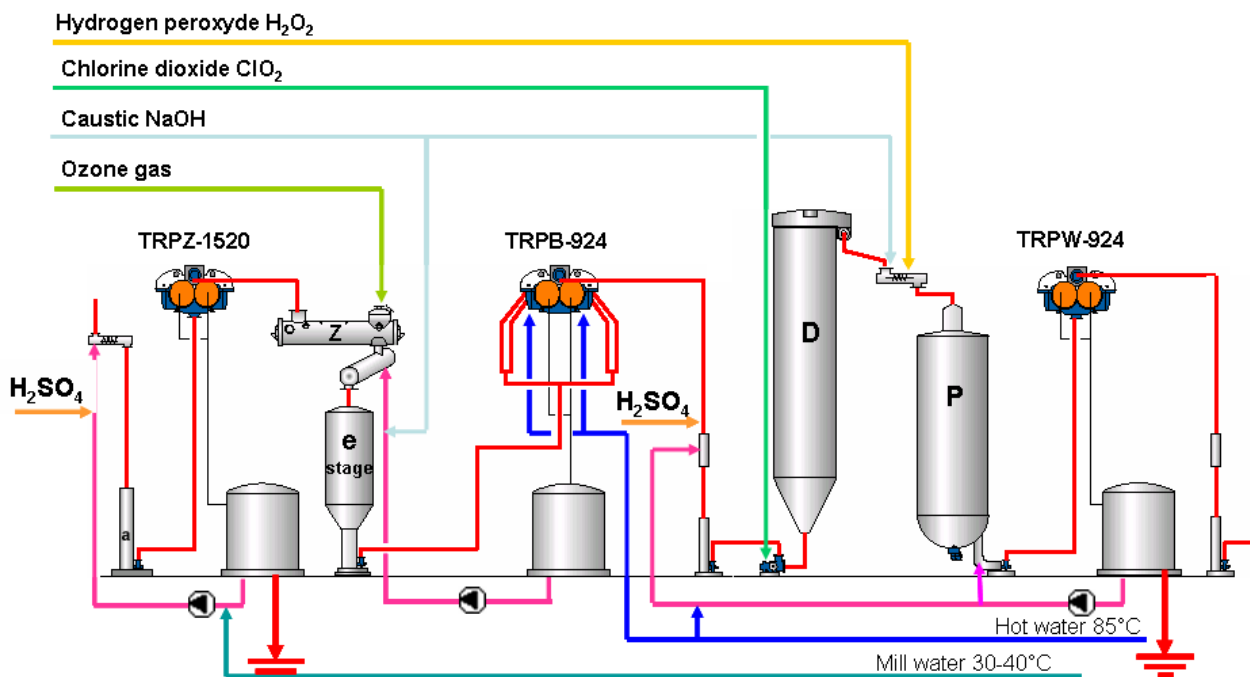 Hydrogen peroxyde H₂O₂
Chlorine dioxide ClO₂
Caustic NaOH
Ozone gas
TRPZ-1520
TRPB-924
TRPW-924
Z
D
P
H₂SO₄
H₂SO₄
e
stage
a
Hot water 85°C
Mill water 30-40°C